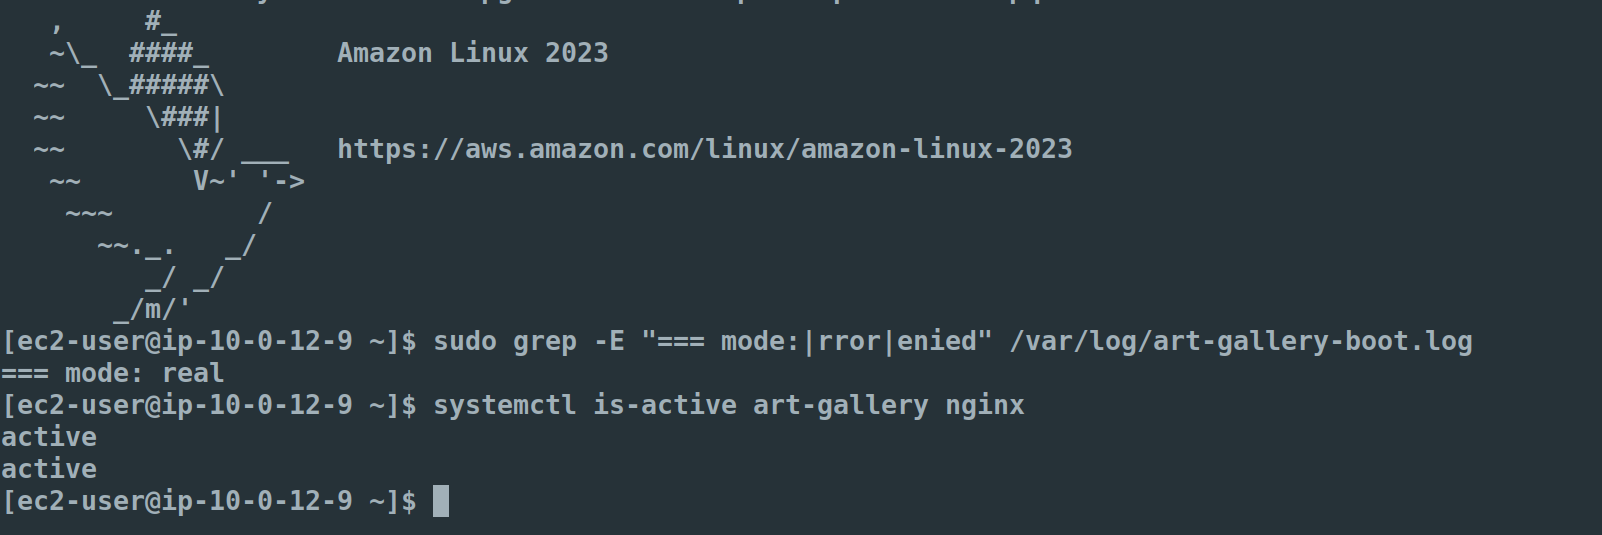 ,     #_
   ~\_  ####_        Amazon Linux 2023
  ~~  \_#####\
  ~~     \###|
  ~~       \#/ ___   https://aws.amazon.com/linux/amazon-linux-2023
   ~~       V~' '->
    ~~~         /
      ~~._.   _/
         _/ _/
       _/m/'
[ec2-user@ip-10-0-12-9 ~]$ sudo grep -E "=== mode:|rror|enied" /var/log/art-gallery-boot.log
=== mode: real
[ec2-user@ip-10-0-12-9 ~]$ systemctl is-active art-gallery nginx
active
active
[ec2-user@ip-10-0-12-9 ~]$